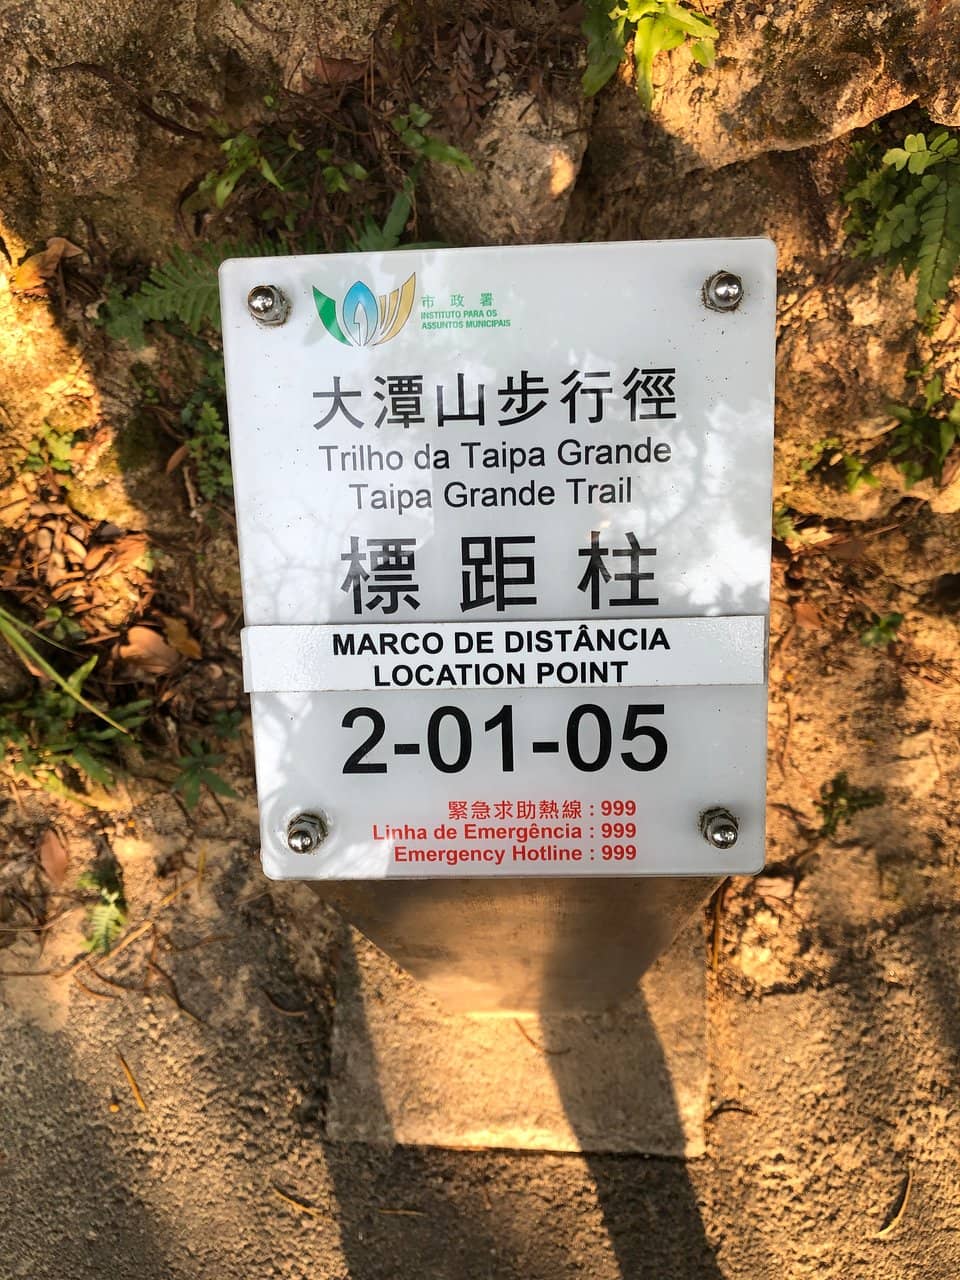 市政署
INSTITUTO PARA OS
ASSUNTOS MUNICIPAIS
大潭山步行徑
Trilho da Taipa Grande
Taipa Grande Trail
標距柱
MARCO DE DISTÂNCIA
LOCATION POINT
2-01-05
緊急求助熱線 : 999
Linha de Emergência : 999
Emergency Hotline : 999